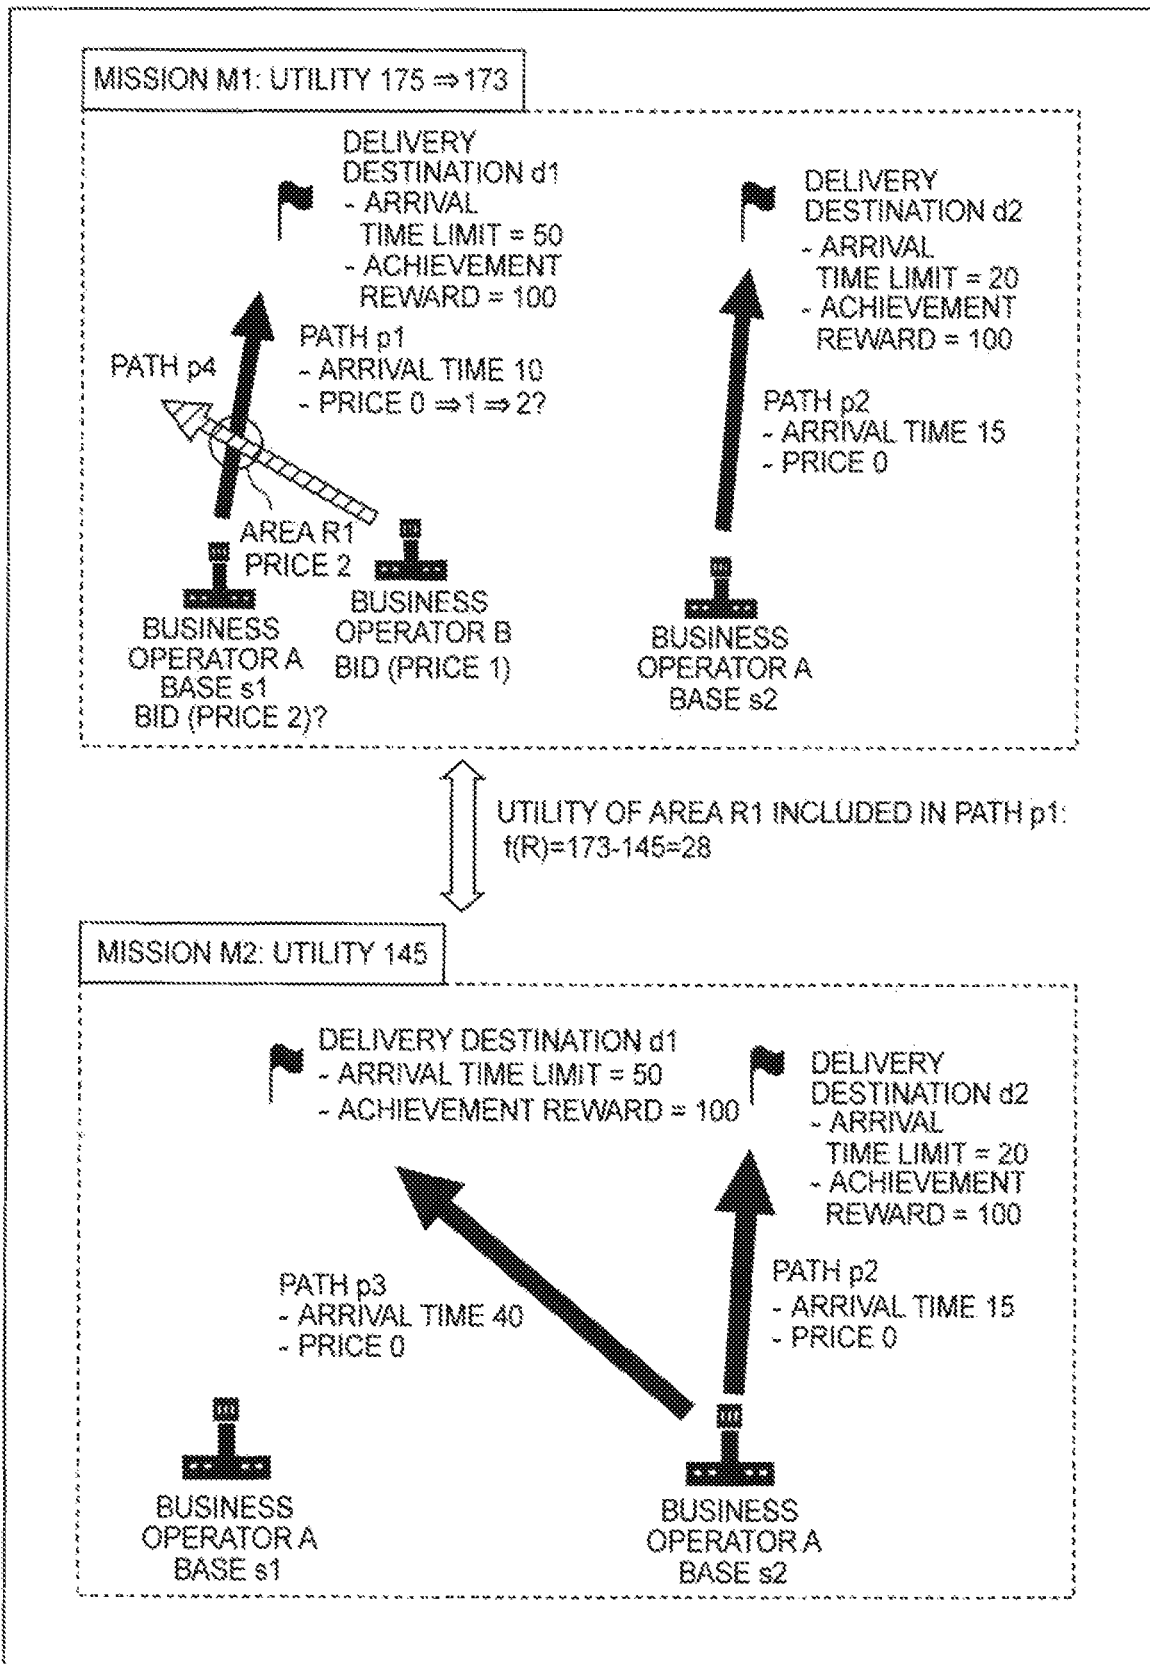 MISSION M1: UTILITY 175 ⇒ 173
DELIVERY
DESTINATION d1
- ARRIVAL
TIME LIMIT = 50
- ACHIEVEMENT
REWARD = 100
DELIVERY
DESTINATION d2
- ARRIVAL
TIME LIMIT = 20
- ACHIEVEMENT
REWARD = 100
PATH p4
PATH p1
- ARRIVAL TIME 10
- PRICE 0 ⇒ 1 ⇒ 2?
PATH p2
- ARRIVAL TIME 15
- PRICE 0
AREA R1
PRICE 2
BUSINESS
OPERATOR A
BASE s1
BID (PRICE 2)?
BUSINESS
OPERATOR B
BID (PRICE 1)
BUSINESS
OPERATOR A
BASE s2
UTILITY OF AREA R1 INCLUDED IN PATH p1:
f(R)=173-145=28
MISSION M2: UTILITY 145
DELIVERY DESTINATION d1
- ARRIVAL TIME LIMIT = 50
- ACHIEVEMENT REWARD = 100
DELIVERY
DESTINATION d2
- ARRIVAL
TIME LIMIT = 20
- ACHIEVEMENT
REWARD = 100
PATH p3
- ARRIVAL TIME 40
- PRICE 0
PATH p2
- ARRIVAL TIME 15
- PRICE 0
BUSINESS
OPERATOR A
BASE s1
BUSINESS
OPERATOR A
BASE s2